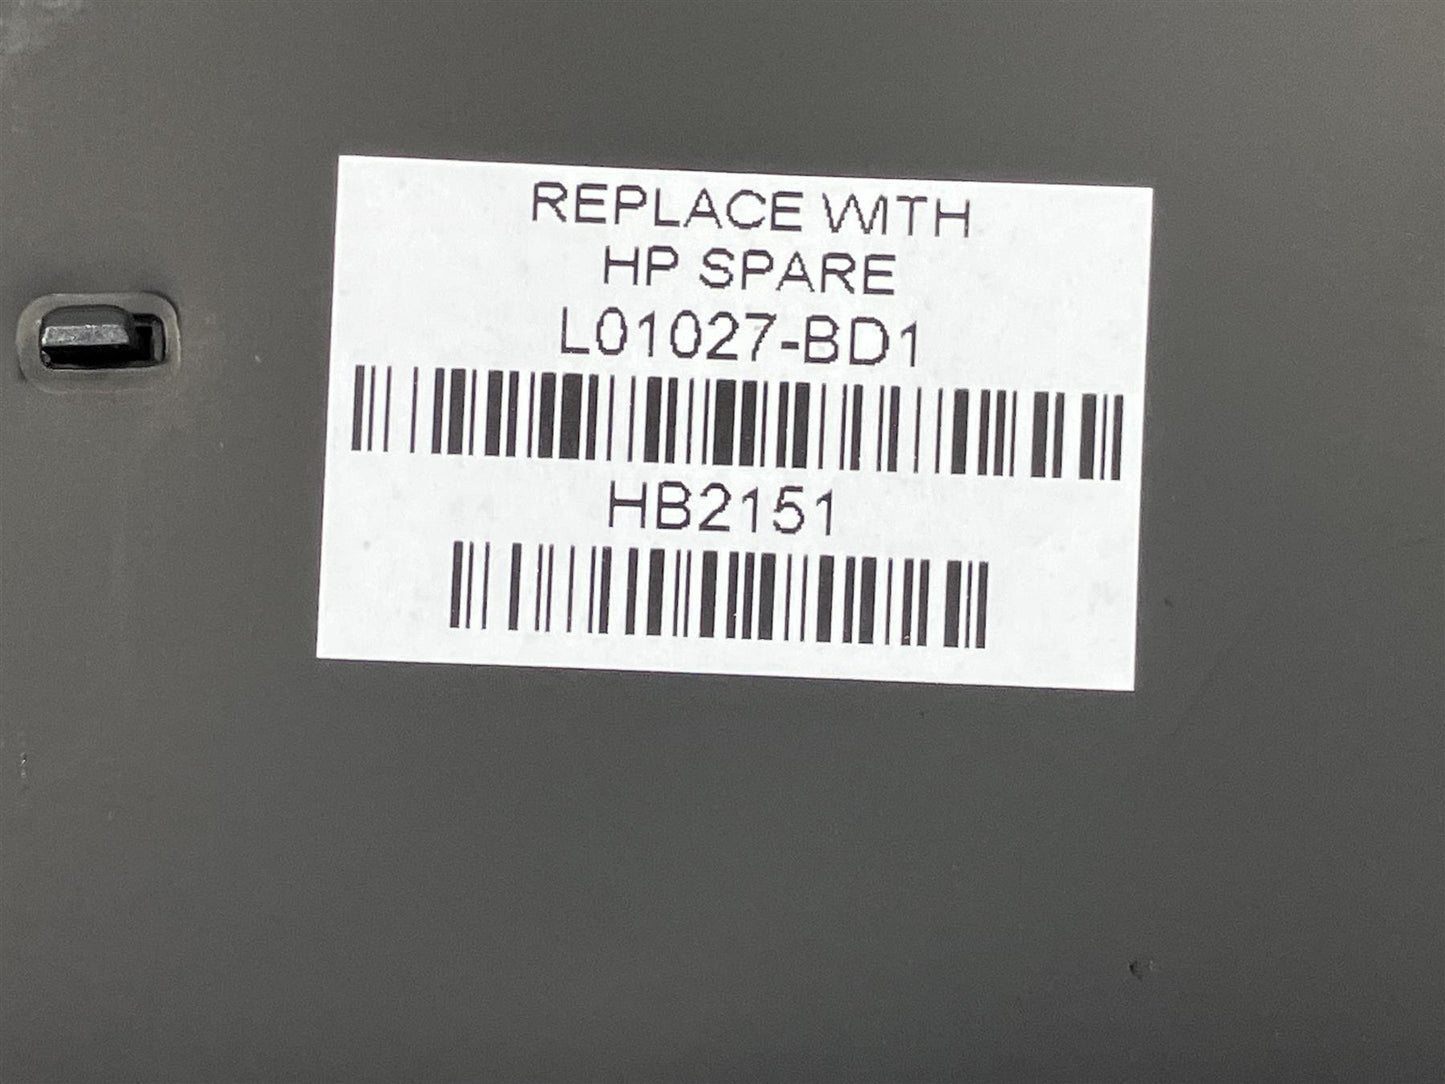 REPLACE WITH
HP SPARE
L01027-BD1
HB2151